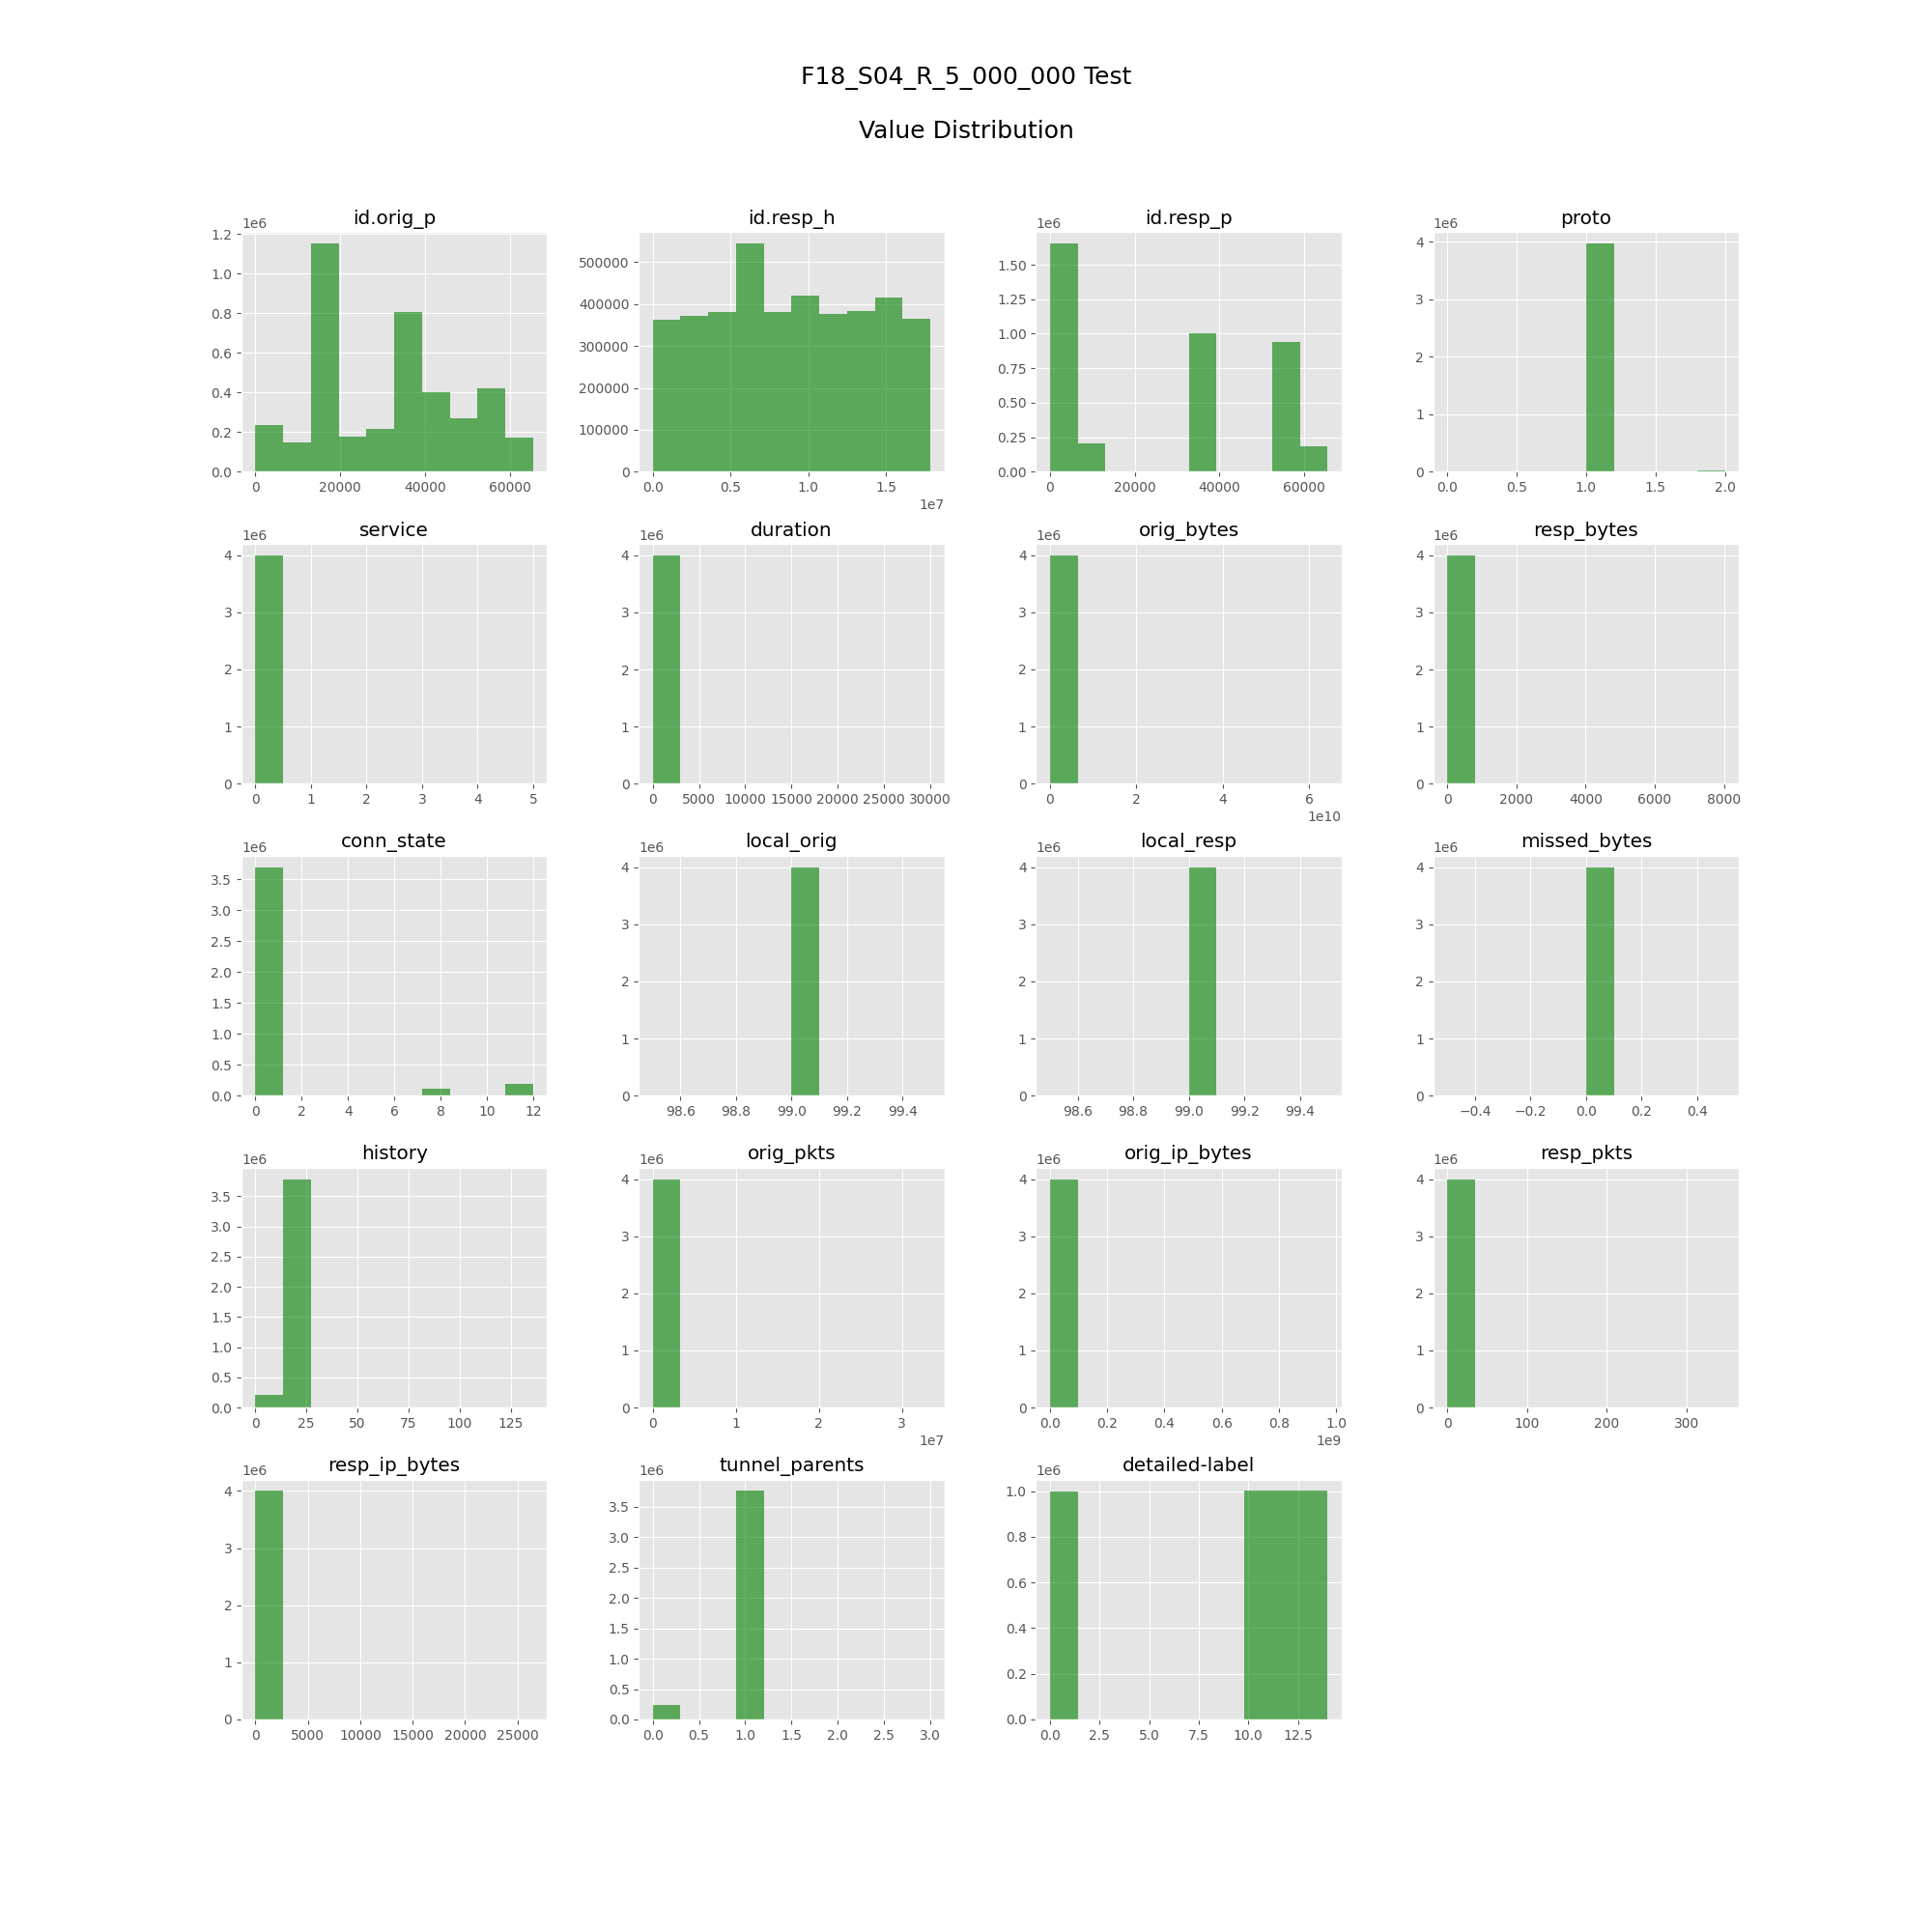 F18_S04_R_5_000_000 Test
Value Distribution
id.orig_p
1e6
1.2
1.0
0.8
0.6
0.4
0.2
0.0
0 20000 40000 60000
id.resp_h
500000
400000
300000
200000
100000
0
0.0 0.5 1.0 1.5
1e7
id.resp_p
1e6
1.50
1.25
1.00
0.75
0.50
0.25
0.00
0 20000 40000 60000
proto
1e6
4
3
2
1
0
0.0 0.5 1.0 1.5 2.0
service
1e6
4
3
2
1
0
0 1 2 3 4 5
duration
1e6
4
3
2
1
0
0 5000 10000 15000 20000 25000 30000
orig_bytes
1e6
4
3
2
1
0
0 2 4 6
1e10
resp_bytes
1e6
4
3
2
1
0
0 2000 4000 6000 8000
conn_state
1e6
3.5
3.0
2.5
2.0
1.5
1.0
0.5
0.0
0 2 4 6 8 10 12
local_orig
1e6
4
3
2
1
0
98.6 98.8 99.0 99.2 99.4
local_resp
1e6
4
3
2
1
0
98.6 98.8 99.0 99.2 99.4
missed_bytes
1e6
4
3
2
1
0
−0.4 −0.2 0.0 0.2 0.4
history
1e6
3.5
3.0
2.5
2.0
1.5
1.0
0.5
0.0
0 25 50 75 100 125
orig_pkts
1e6
4
3
2
1
0
0 1 2 3
1e7
orig_ip_bytes
1e6
4
3
2
1
0
0.0 0.2 0.4 0.6 0.8 1.0
1e9
resp_pkts
1e6
4
3
2
1
0
0 100 200 300
resp_ip_bytes
1e6
4
3
2
1
0
0 5000 10000 15000 20000 25000
tunnel_parents
1e6
3.5
3.0
2.5
2.0
1.5
1.0
0.5
0.0
0.0 0.5 1.0 1.5 2.0 2.5 3.0
detailed-label
1e6
1.0
0.8
0.6
0.4
0.2
0.0
0.0 2.5 5.0 7.5 10.0 12.5